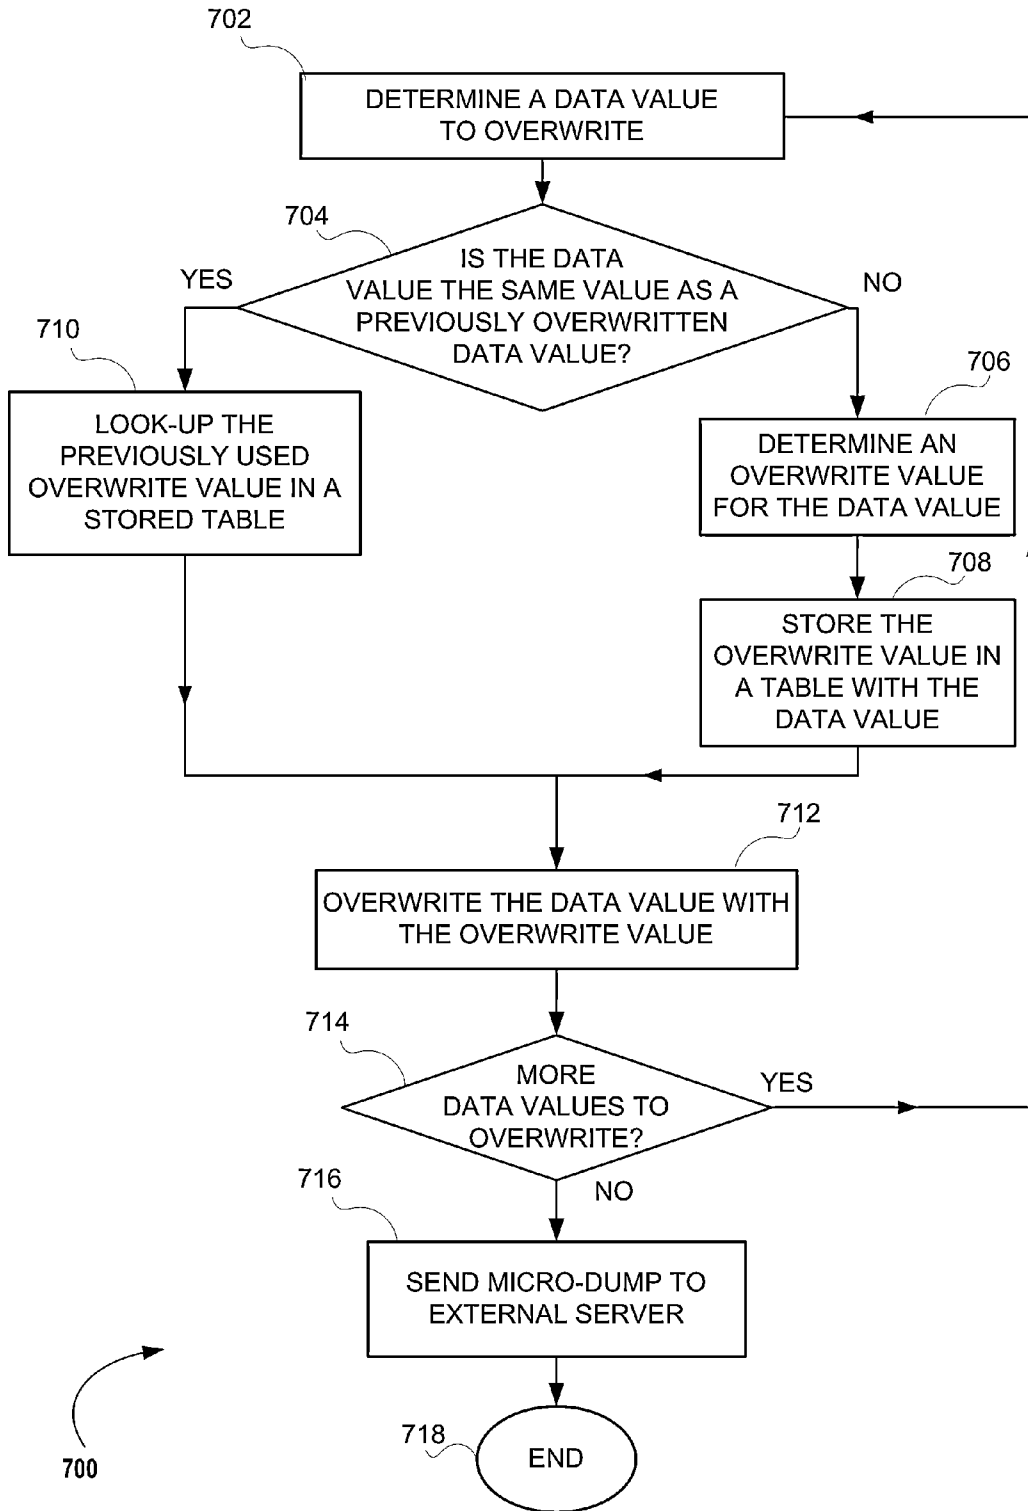 702
DETERMINE A DATA VALUE
TO OVERWRITE
704
IS THE DATA
VALUE THE SAME VALUE AS A
PREVIOUSLY OVERWRITTEN
DATA VALUE?
YES
NO
710
LOOK-UP THE
PREVIOUSLY USED
OVERWRITE VALUE IN A
STORED TABLE
706
DETERMINE AN
OVERWRITE VALUE
FOR THE DATA VALUE
708
STORE THE
OVERWRITE VALUE IN
A TABLE WITH THE
DATA VALUE
712
OVERWRITE THE DATA VALUE WITH
THE OVERWRITE VALUE
714
MORE
DATA VALUES TO
OVERWRITE?
YES
NO
716
SEND MICRO-DUMP TO
EXTERNAL SERVER
718
END
700